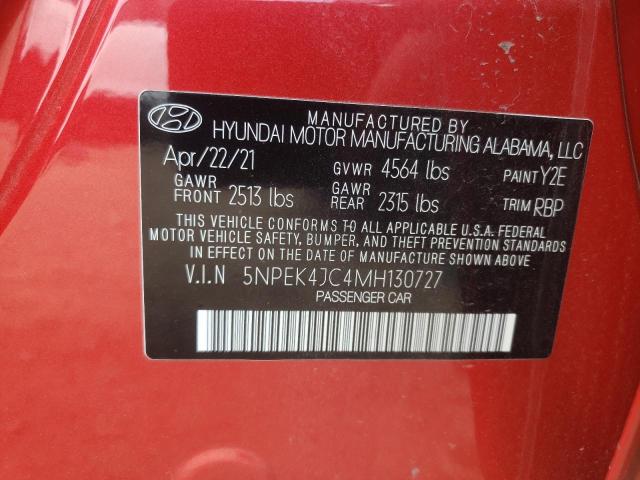 MANUFACTURED BY
HYUNDAI MOTOR MANUFACTURING ALABAMA, LLC
Apr/22/21 GVWR 4564 lbs PAINT Y2E
GAWR FRONT 2513 lbs GAWR REAR 2315 lbs TRIM RBP
THIS VEHICLE CONFORMS TO ALL APPLICABLE U.S.A. FEDERAL
MOTOR VEHICLE SAFETY, BUMPER, AND THEFT PREVENTION STANDARDS
IN EFFECT ON THE DATE OF MANUFACTURE SHOWN ABOVE.
V.I.N 5NPEK4JC4MH130727
PASSENGER CAR